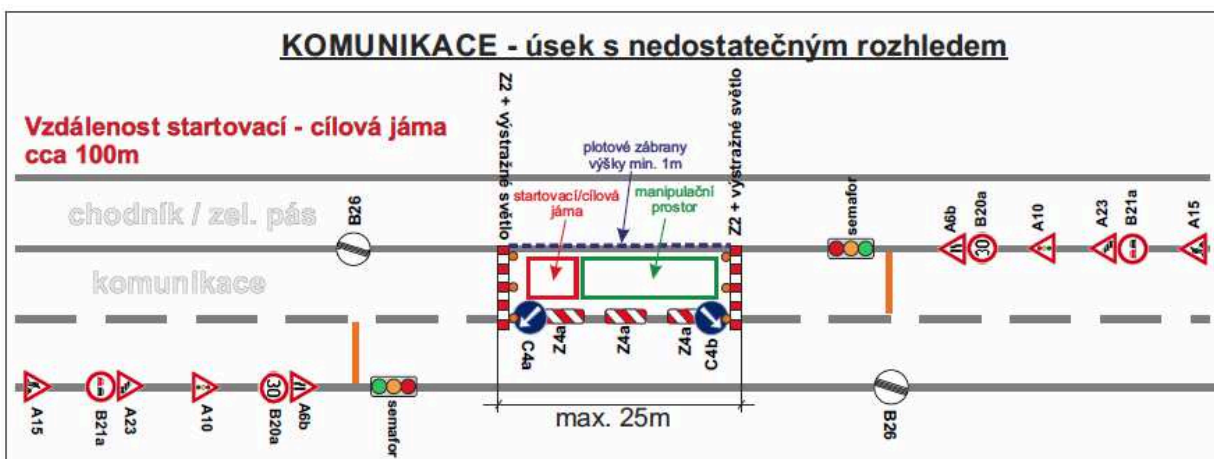 KOMUNIKACE - úsek s nedostatečným rozhledem
Vzdálenost startovací - cílová jáma
cca 100m
Z2 + výstražné světlo
plotové zábrany
výšky min. 1m
Z2 + výstražné světlo
startovací/cílová
jáma
manipulační
prostor
chodník / zel. pás
B26
semafor
A6b
B20a
30
A10
A23
B21a
A15
komunikace
C4a
Z4a
Z4a
Z4a
C4b
A15
B21a
A23
A10
B20a
30
A6b
semafor
max. 25m
B26